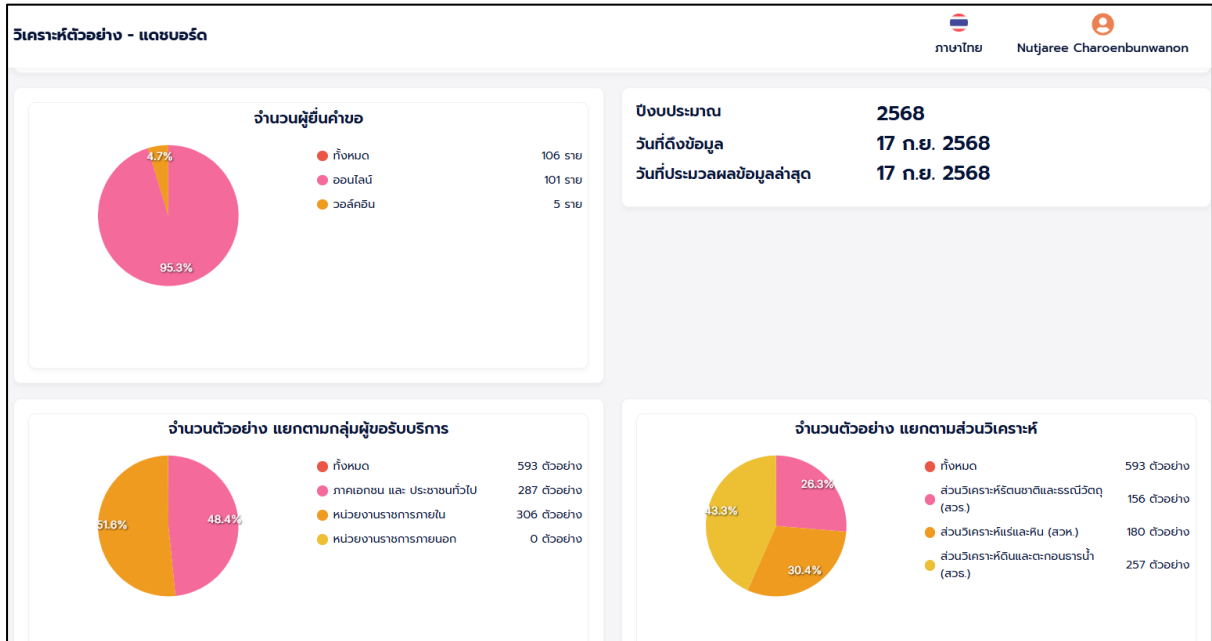 วิเคราะห์ตัวอย่าง - แดชบอร์ด
ภาษาไทย
Nutjaree Charoenbunwanon
จำนวนผู้ยื่นคำขอ
4.7%
95.3%
ทั้งหมด 106 ราย
ออนไลน์ 101 ราย
วอล์คอิน 5 ราย
ปีงบประมาณ 2568
วันที่ดึงข้อมูล 17 ก.ย. 2568
วันที่ประมวลผลข้อมูลล่าสุด 17 ก.ย. 2568
จำนวนตัวอย่าง แยกตามกลุ่มผู้ขอรับบริการ
51.6%
48.4%
ทั้งหมด 593 ตัวอย่าง
ภาคเอกชน และ ประชาชนทั่วไป 287 ตัวอย่าง
หน่วยงานราชการภายใน 306 ตัวอย่าง
หน่วยงานราชการภายนอก 0 ตัวอย่าง
จำนวนตัวอย่าง แยกตามส่วนวิเคราะห์
26.3%
43.3%
30.4%
ทั้งหมด 593 ตัวอย่าง
ส่วนวิเคราะห์รัตนชาติและธรณีวัตถุ
(สวร.) 156 ตัวอย่าง
ส่วนวิเคราะห์แร่และหิน (สวห.) 180 ตัวอย่าง
ส่วนวิเคราะห์ดินและตะกอนธารน้ำ
(สวธ.) 257 ตัวอย่าง